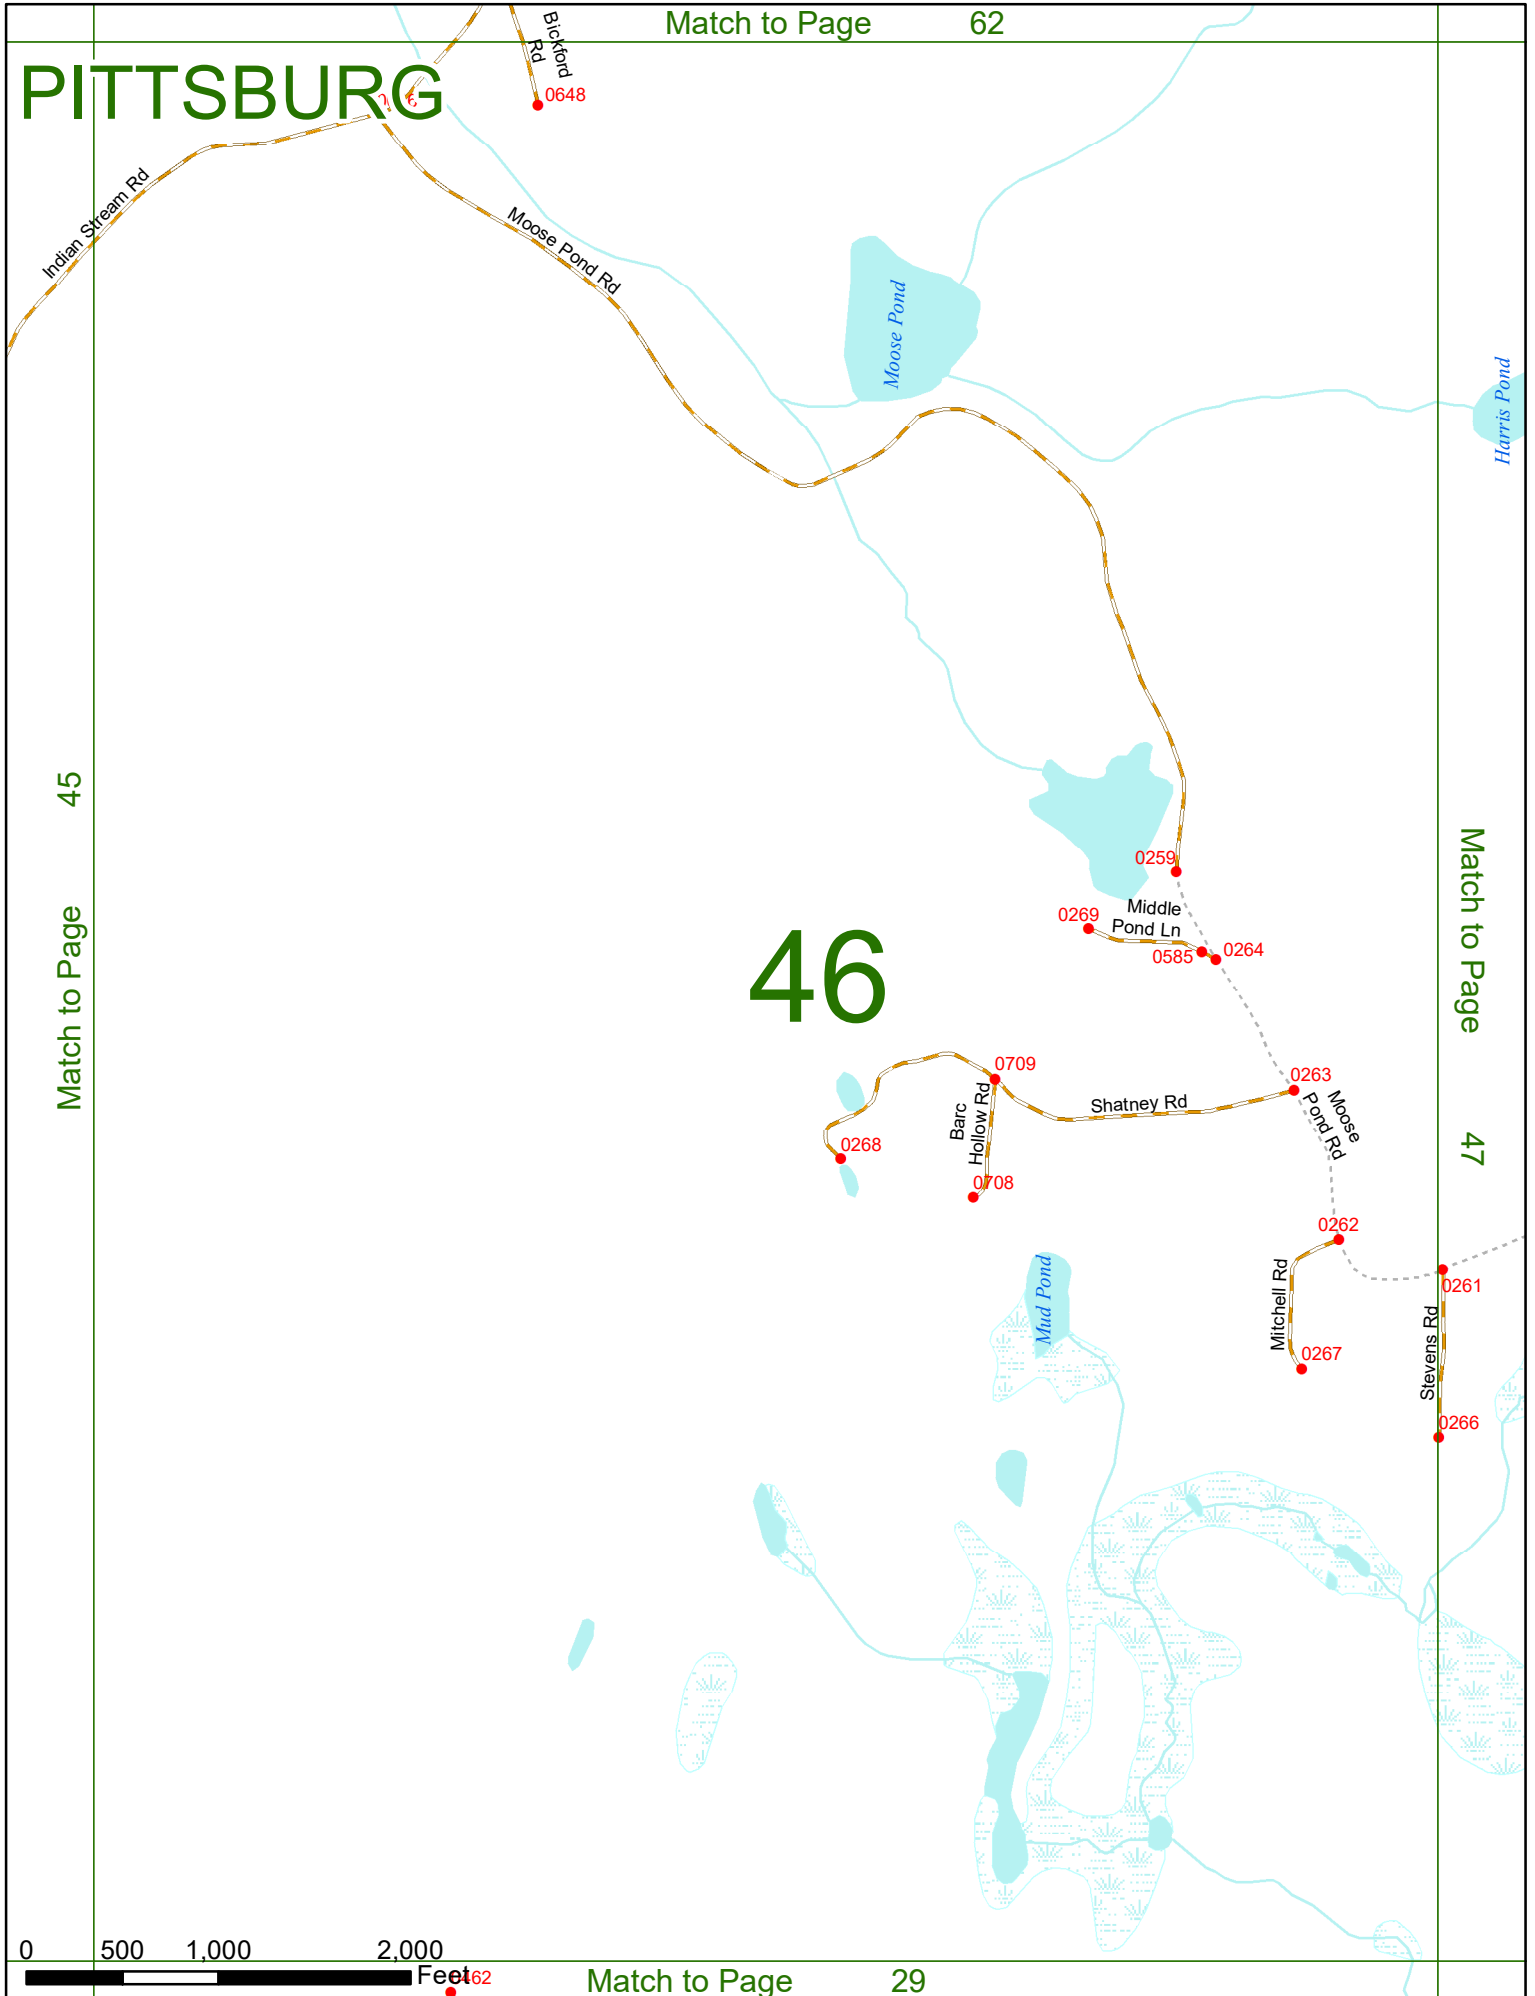 Match to Page 62
PITTSBURG
Bickford
Rd
0648
Indian Stream Rd
Moose Pond Rd
Moose Pond
Harris Pond
Match to Page 45
Match to Page 47
0259
0269
Middle
Pond Ln
0585
0264
46
0709
0263
Shatney Rd
Moose
Pond Rd
Barc
Hollow Rd
0268
0708
0262
0261
Mud Pond
Mitchell Rd
Stevens Rd
0267
0266
0 500 1,000 2,000
Feet
Match to Page 29